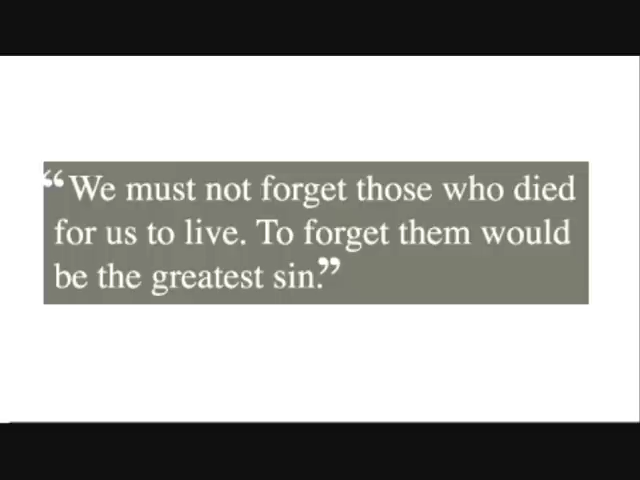 “We must not forget those who died
for us to live. To forget them would
be the greatest sin.”